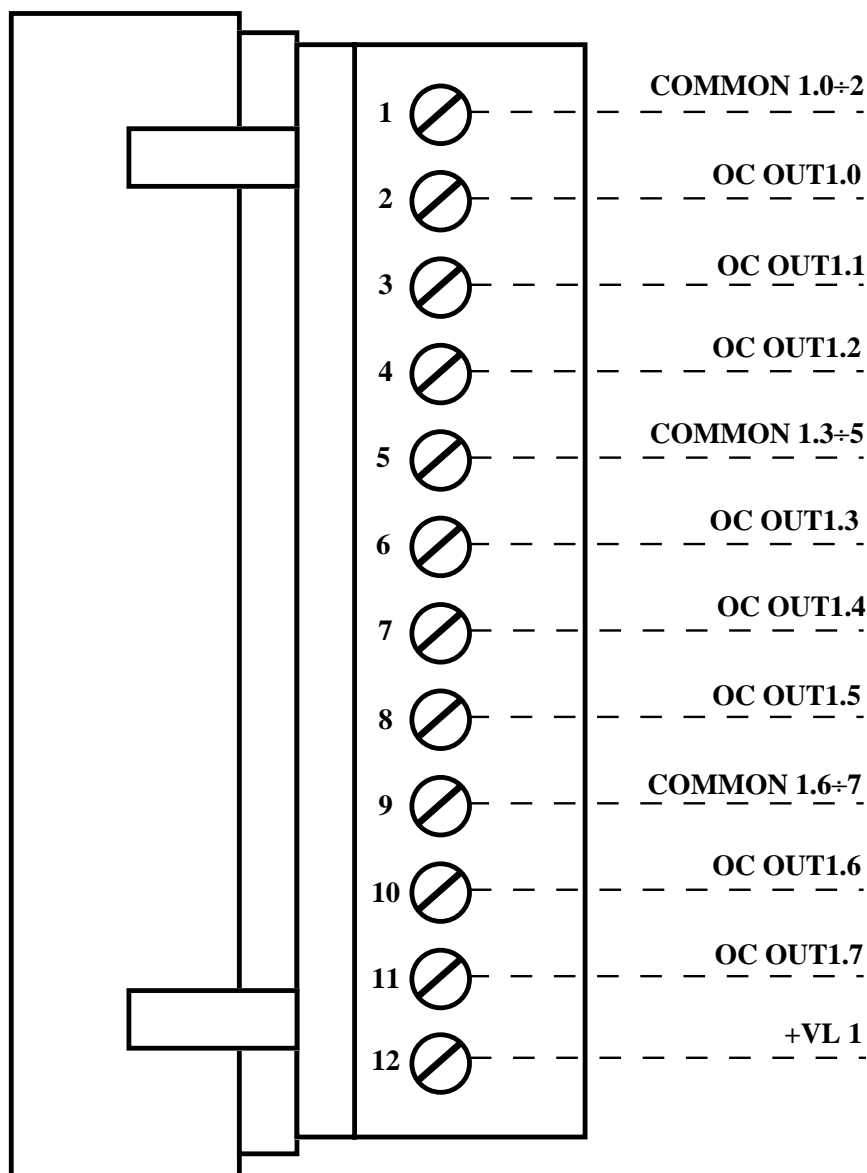 1 COMMON 1.0÷2
2 OC OUT1.0
3 OC OUT1.1
4 OC OUT1.2
5 COMMON 1.3÷5
6 OC OUT1.3
7 OC OUT1.4
8 OC OUT1.5
9 COMMON 1.6÷7
10 OC OUT1.6
11 OC OUT1.7
12 +VL 1